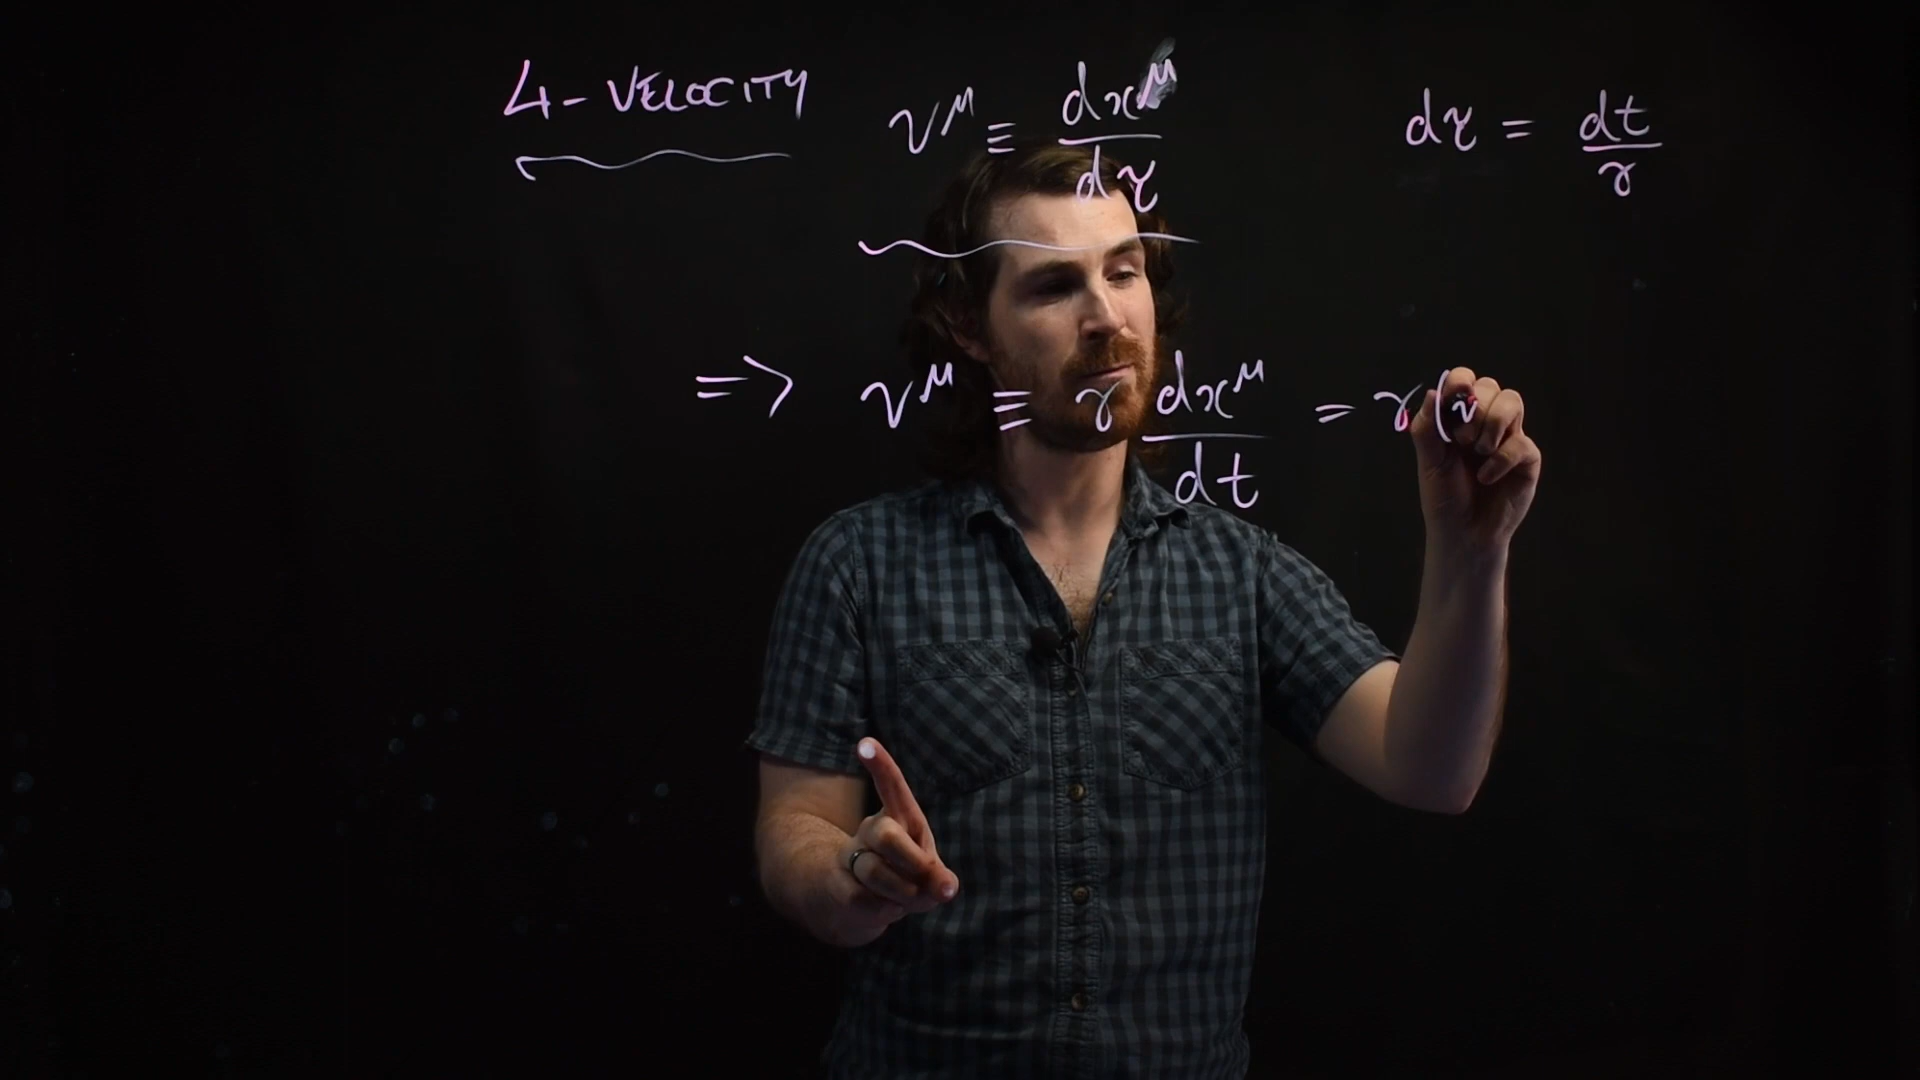 4-VELOCITY
v^μ ≡ dx^μ/dτ
dτ = dt/γ
=> v^μ ≡ γ dx^μ/dt = γ(v